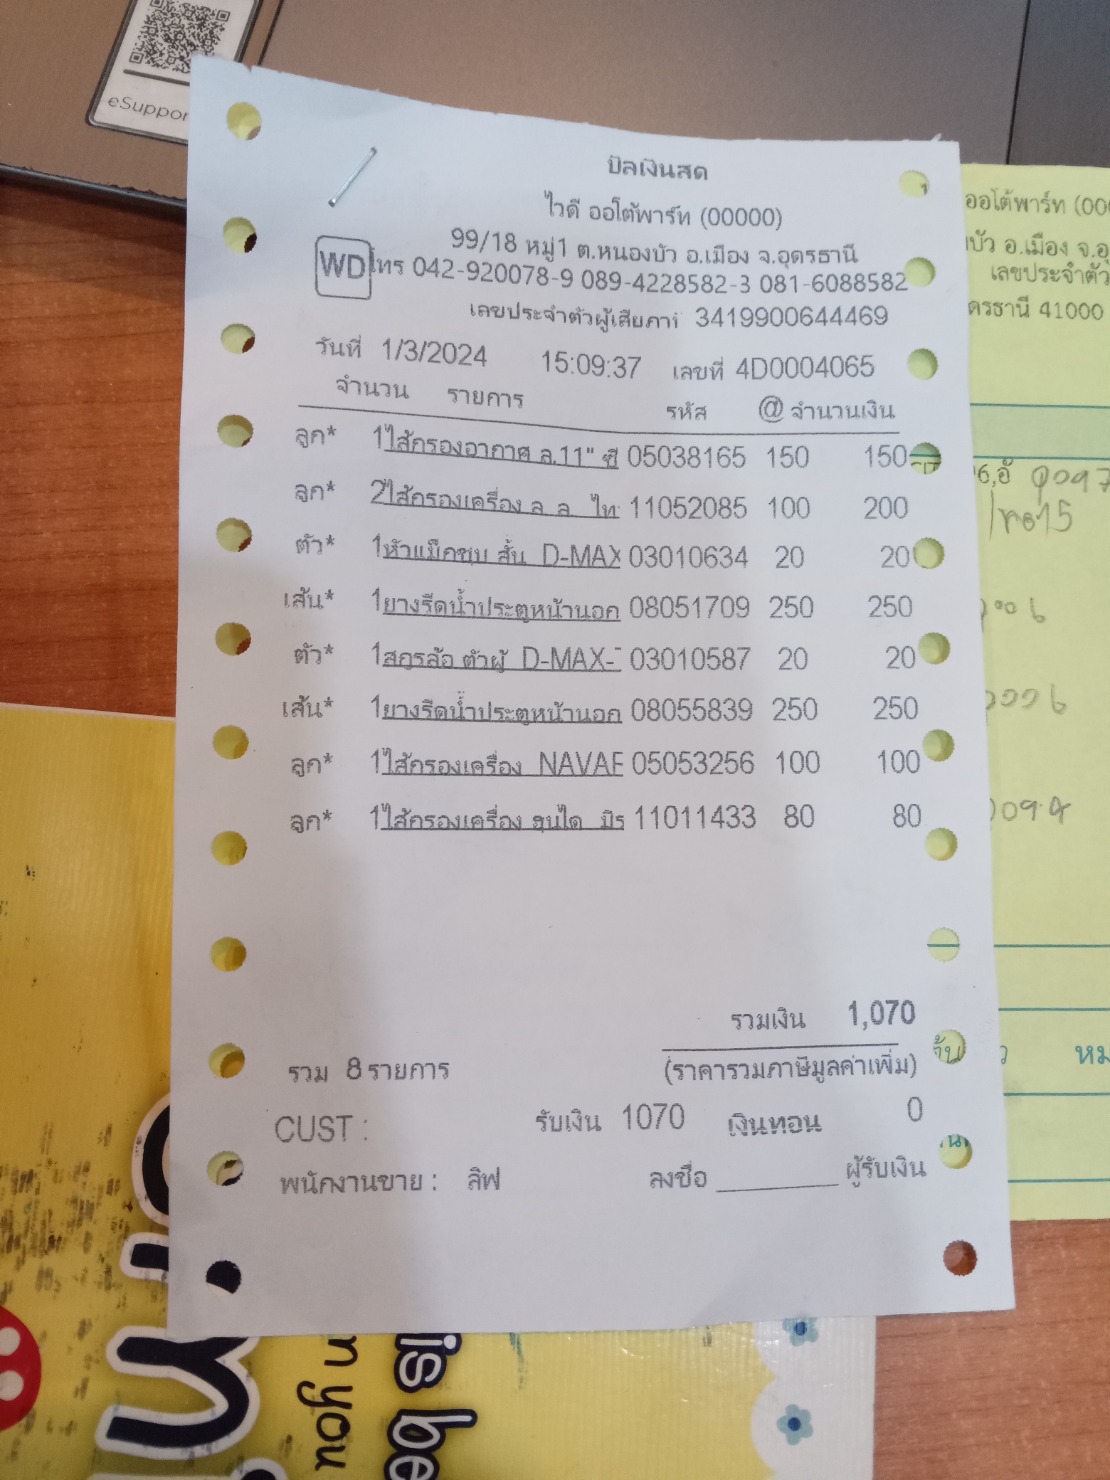 eSuppor
บิลเงินสด
ไวดี ออโต้พาร์ท (00000)
99/18 หมู่1 ต.หนองบัว อ.เมือง จ.อุดรธานี
WD โทร 042-920078-9 089-4228582-3 081-6088582
เลขประจำตัวผู้เสียภาษี 3419900644469
วันที่ 1/3/2024 15:09:37 เลขที่ 4D0004065
จำนวน รายการ รหัส @ จำนวนเงิน
ลูก* 1 ไส้กรองอากาศ ล.11" ซี 05038165 150 150
ลูก* 2 ไส้กรองเครื่อง ล ล ไท 11052085 100 200
ตัว* 1 หัวแม็กชุบ สั้น D-MAX 03010634 20 20
เส้น* 1 ยางรีดน้ำประตูหน้านอก 08051709 250 250
ตัว* 1 สกรูล้อ ตัวผู้ D-MAX- 03010587 20 20
เส้น* 1 ยางรีดน้ำประตูหน้านอก 08055839 250 250
ลูก* 1 ไส้กรองเครื่อง NAVAF 05053256 100 100
ลูก* 1 ไส้กรองเครื่อง ฮุนได มิร 11011433 80 80
รวมเงิน 1,070
รวม 8 รายการ (ราคารวมภาษีมูลค่าเพิ่ม)
CUST : รับเงิน 1070 เงินทอน 0
พนักงานขาย : ลิฟ ลงชื่อ ผู้รับเงิน
ออโต้พาร์ท (000
บัว อ.เมือง จ.อุ
เลขประจำตัว
ดรธานี 41000
หม
you
is be